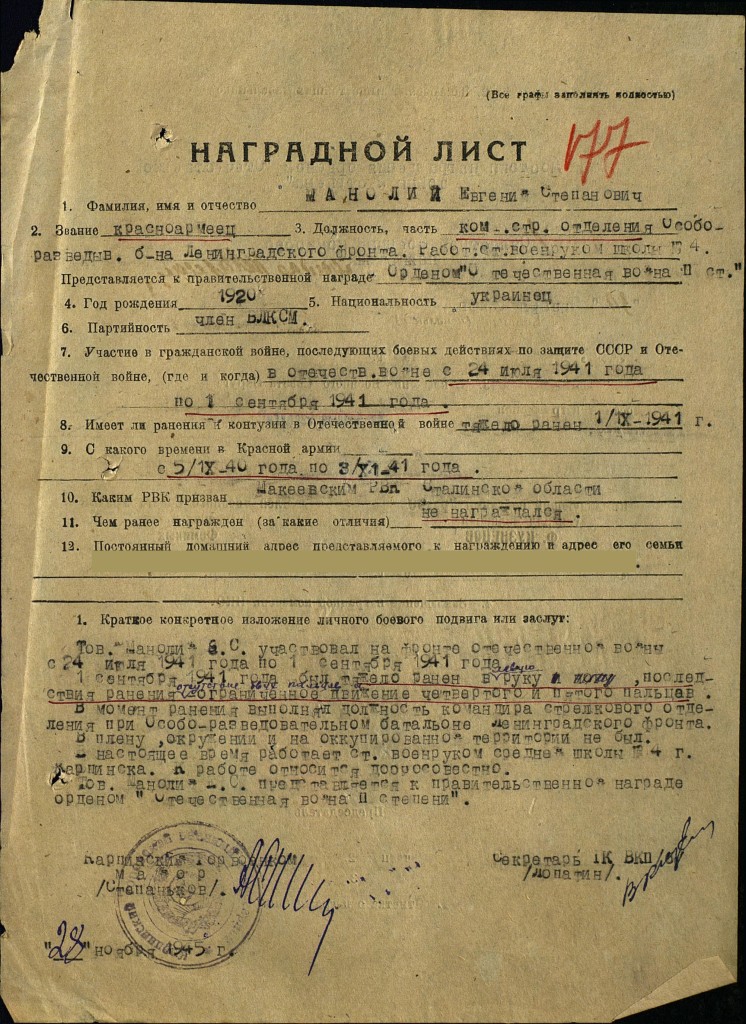 (Все графы заполнять полностью)
НАГРАДНОЙ ЛИСТ
177
1. Фамилия, имя и отчество МАНОЛИЙ Евгений Степанович
2. Звание красноармеец 3. Должность, часть ком.стр. отделения Особо-
разведыв. б-на Ленинградского фронта. Работ.ст.военруком школы №4.
Представляется к правительственной награде Орденом"О течественная война П ст."
4. Год рождения 1920 5. Национальность украинец
6. Партийность член ВЛКСМ.
7. Участие в гражданской войне, последующих боевых действиях по защите СССР и Оте-
чественной войне, (где и когда) в отечеств.войне с 24 июля 1941 года
по 1 сентября 1941 года.
8. Имеет ли ранения и контузии в Отечественной войне тяжело ранен 1/IX-1941 г.
9. С какого времени в Красной армии
с 5/IX-40 года по 3/XI-41 года.
10. Каким РВК призван Макеевским РВК Сталинской области
11. Чем ранее награжден (за какие отличия) не награждался.
12. Постоянный домашний адрес представляемого к награждению и адрес его семьи
1. Краткое конкретное изложение личного боевого подвига или заслуг:
Тов. Манолий Е.С. участвовал на фронте отечественной войны
с 24 июля 1941 года по 1 сентября 1941 года.
1 сентября 1941 года был тяжело ранен в левую руку и ногу, послед-
ствия ранения ограниченное движение четвертого и пятого пальцав.
В момент ранения выполнял должность командира стрелкового отде-
ления при Особо-разведовательном батальоне Ленинградского фронта.
В плену, окружении и на оккупированной территории не был.
В настоящее время работает ст. военруком средней школы №4 г.
Карпинска. К работе относится добросовестно.
Тов. Манолий Е.С. представляется к правительственной награде
орденом " Отечественная война П степени".
Карпинский Горвоенком
майор
/Степаньков/.
Секретарь ГК ВКП/б/
/Лопатин/.
"28" ноября 1945 г.